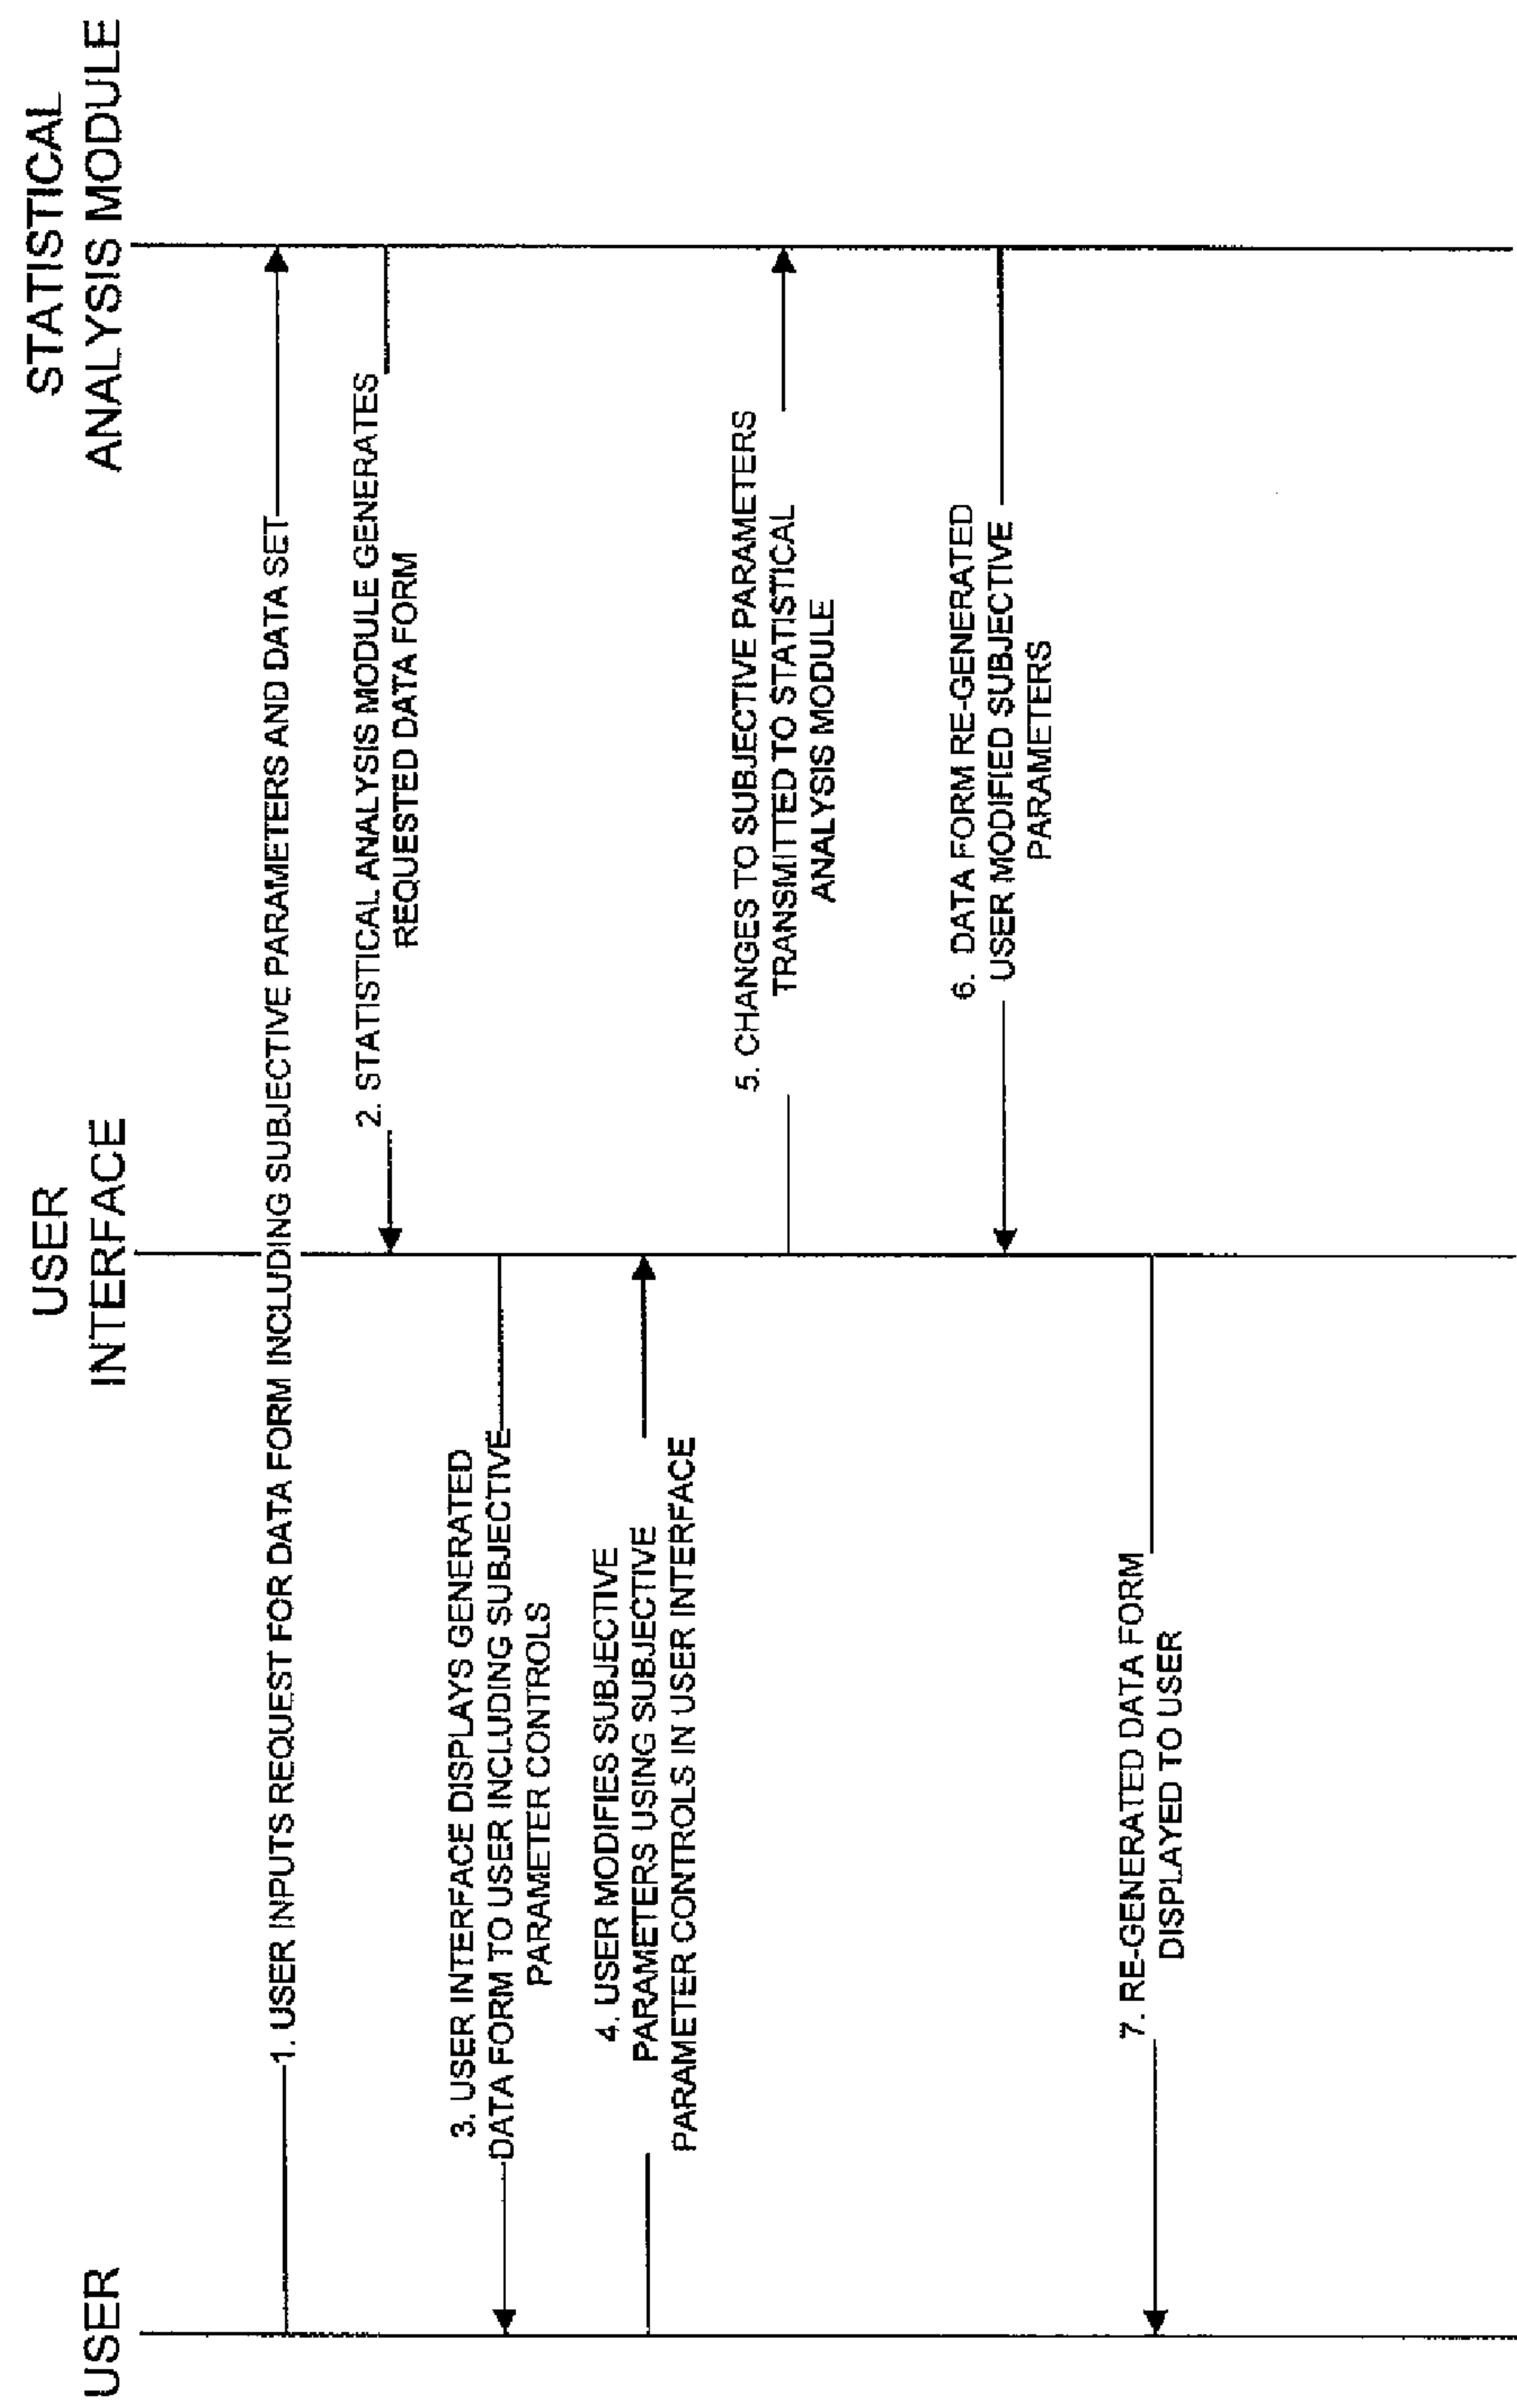 USER
USER
INTERFACE
STATISTICAL
ANALYSIS MODULE
1. USER INPUTS REQUEST FOR DATA FORM INCLUDING SUBJECTIVE PARAMETERS AND DATA SET
2. STATISTICAL ANALYSIS MODULE GENERATES
REQUESTED DATA FORM
3. USER INTERFACE DISPLAYS GENERATED
DATA FORM TO USER INCLUDING SUBJECTIVE
PARAMETER CONTROLS
4. USER MODIFIES SUBJECTIVE
PARAMETERS USING SUBJECTIVE
PARAMETER CONTROLS IN USER INTERFACE
5. CHANGES TO SUBJECTIVE PARAMETERS
TRANSMITTED TO STATISTICAL
ANALYSIS MODULE
6. DATA FORM RE-GENERATED
USER MODIFIED SUBJECTIVE
PARAMETERS
7. RE-GENERATED DATA FORM
DISPLAYED TO USER